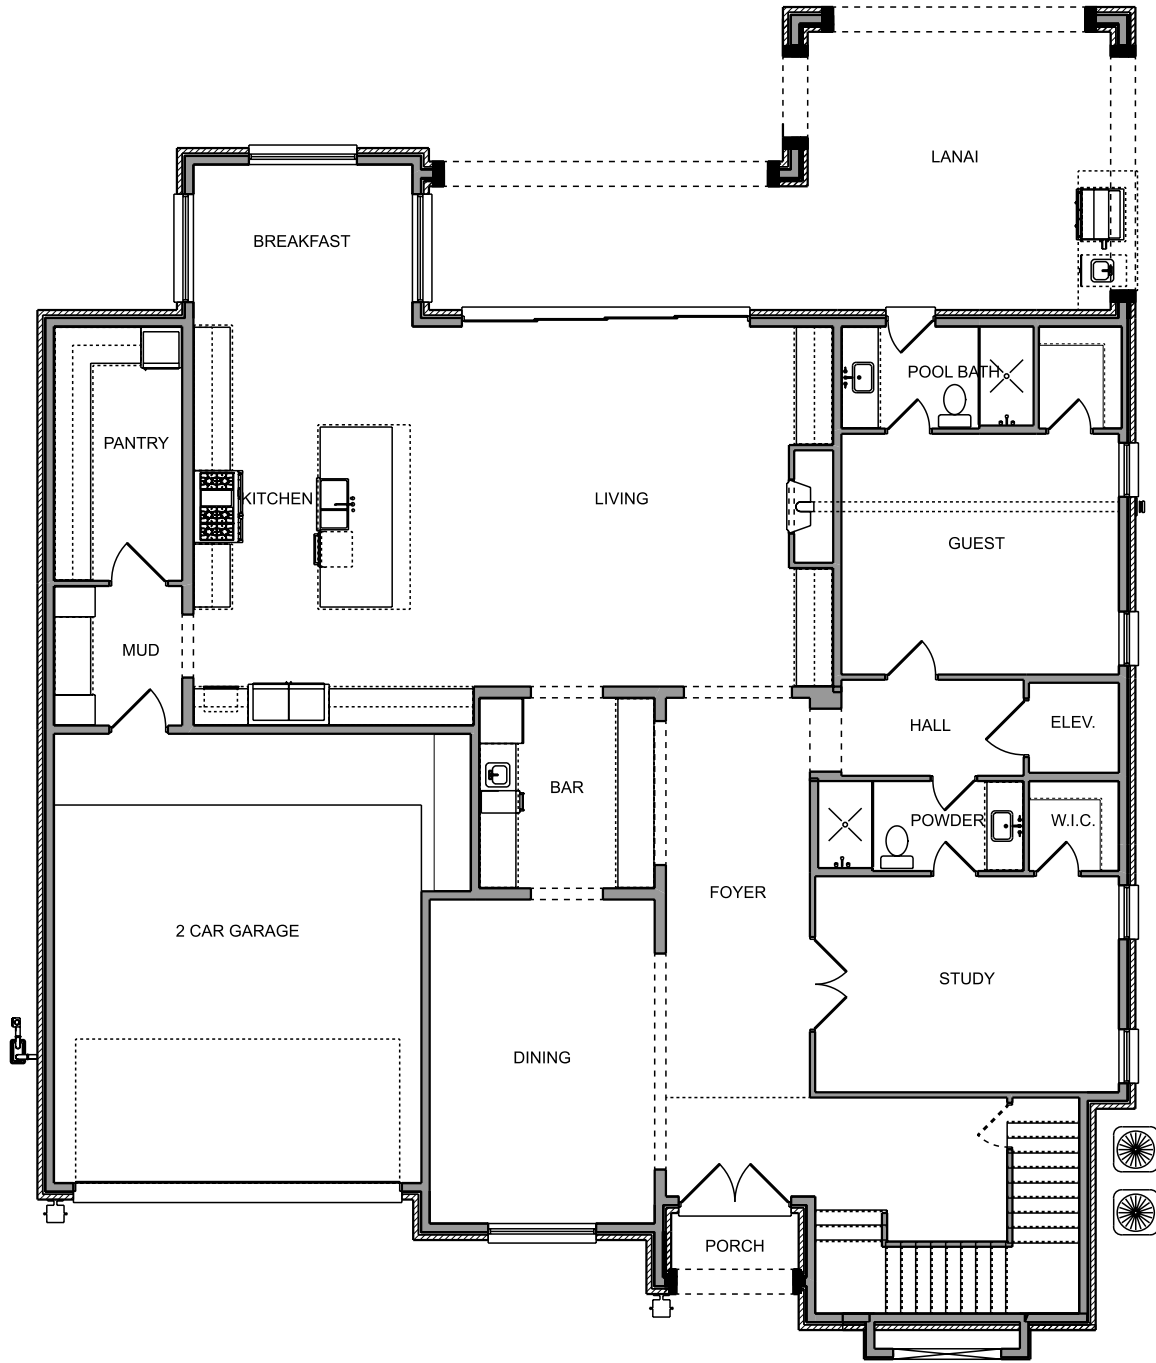 LANAI
BREAKFAST
POOL BATH
PANTRY
KITCHEN
LIVING
GUEST
MUD
HALL
ELEV.
BAR
POWDER
W.I.C.
FOYER
2 CAR GARAGE
STUDY
DINING
PORCH